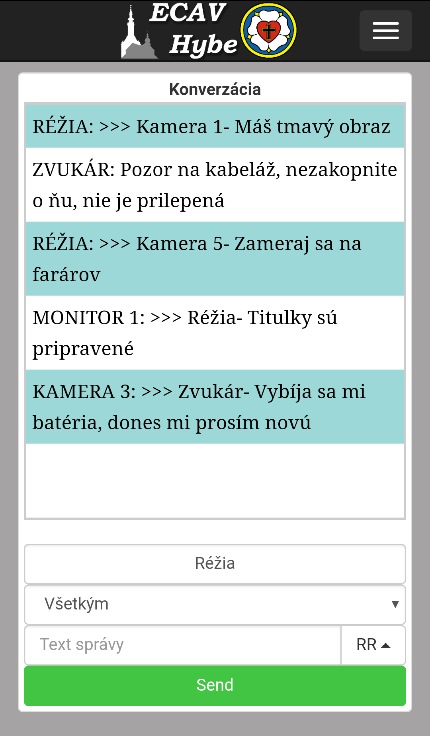 ECAV
Hybe
Konverzácia
RÉŽIA: >>> Kamera 1- Máš tmavý obraz
ZVUKÁR: Pozor na kabeláž, nezakopnite
o ňu, nie je prilepená
RÉŽIA: >>> Kamera 5- Zameraj sa na
farárov
MONITOR 1: >>> Réžia- Titulky sú
pripravené
KAMERA 3: >>> Zvukár- Vybíja sa mi
batéria, dones mi prosím novú
Réžia
Všetkým
Text správy
RR
Send